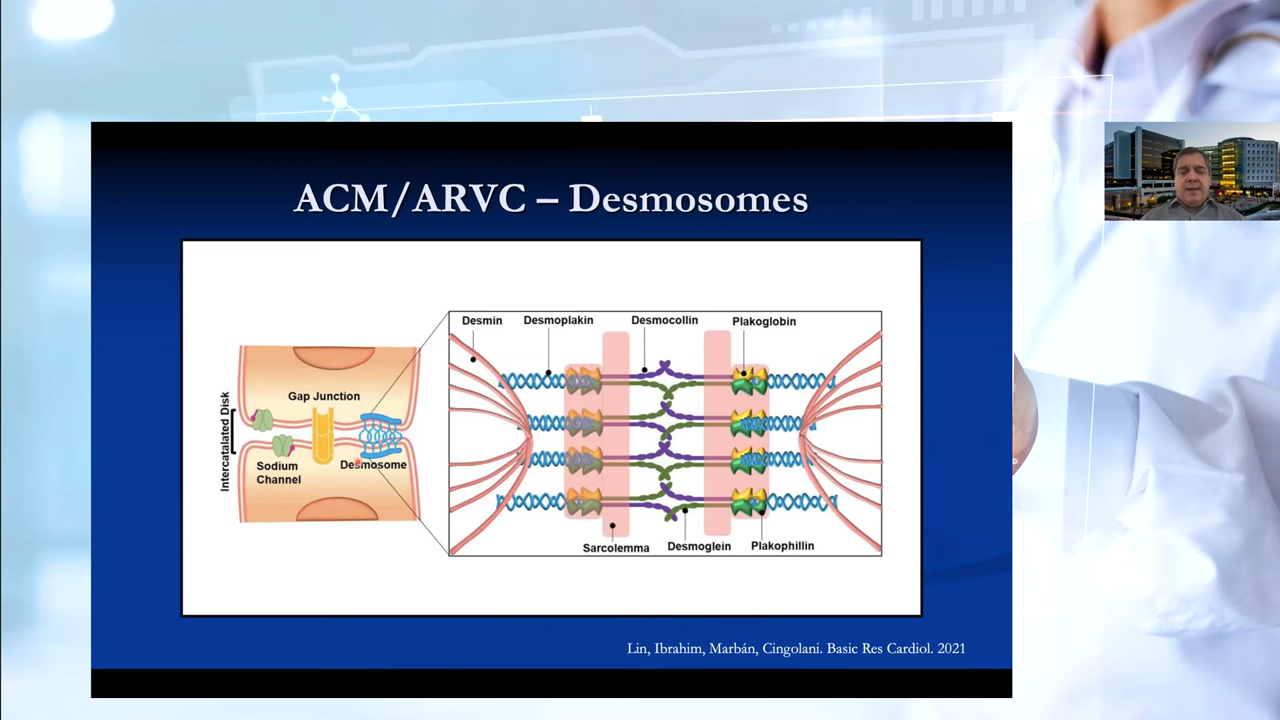 ACM/ARVC – Desmosomes
Desmin
Desmoplakin
Desmocollin
Plakoglobin
Gap Junction
Intercatalated Disk
Sodium
Channel
Desmosome
Sarcolemma
Desmoglein
Plakophillin
Lin, Ibrahim, Marbán, Cingolani. Basic Res Cardiol. 2021